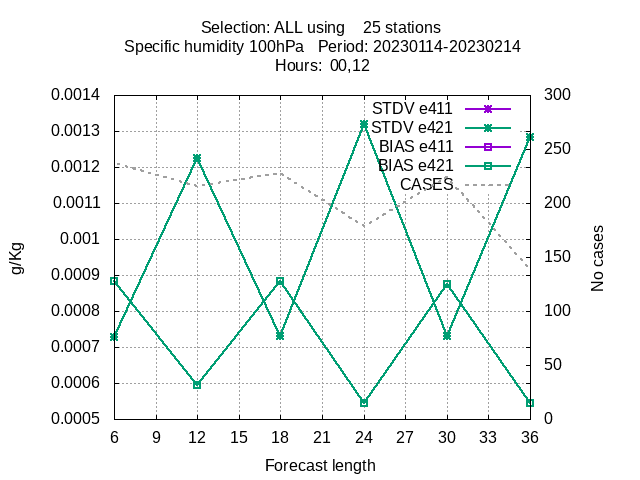 Selection: ALL using    25 stations
Specific humidity 100hPa   Period: 20230114-20230214
Hours:  00,12
0.0014
0.0013
0.0012
0.0011
0.001
0.0009
0.0008
0.0007
0.0006
0.0005
g/Kg
STDV e411
STDV e421
BIAS e411
BIAS e421
CASES
300
250
200
150
100
50
0
No cases
6 9 12 15 18 21 24 27 30 33 36
Forecast length